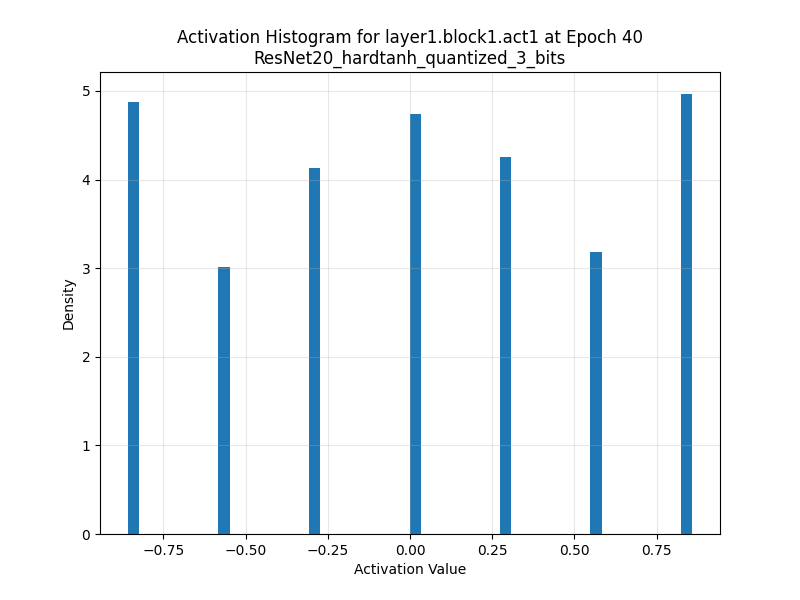 Activation Histogram for layer1.block1.act1 at Epoch 40
ResNet20_hardtanh_quantized_3_bits
5
4
3
2
1
0
Density
−0.75 −0.50 −0.25 0.00 0.25 0.50 0.75
Activation Value